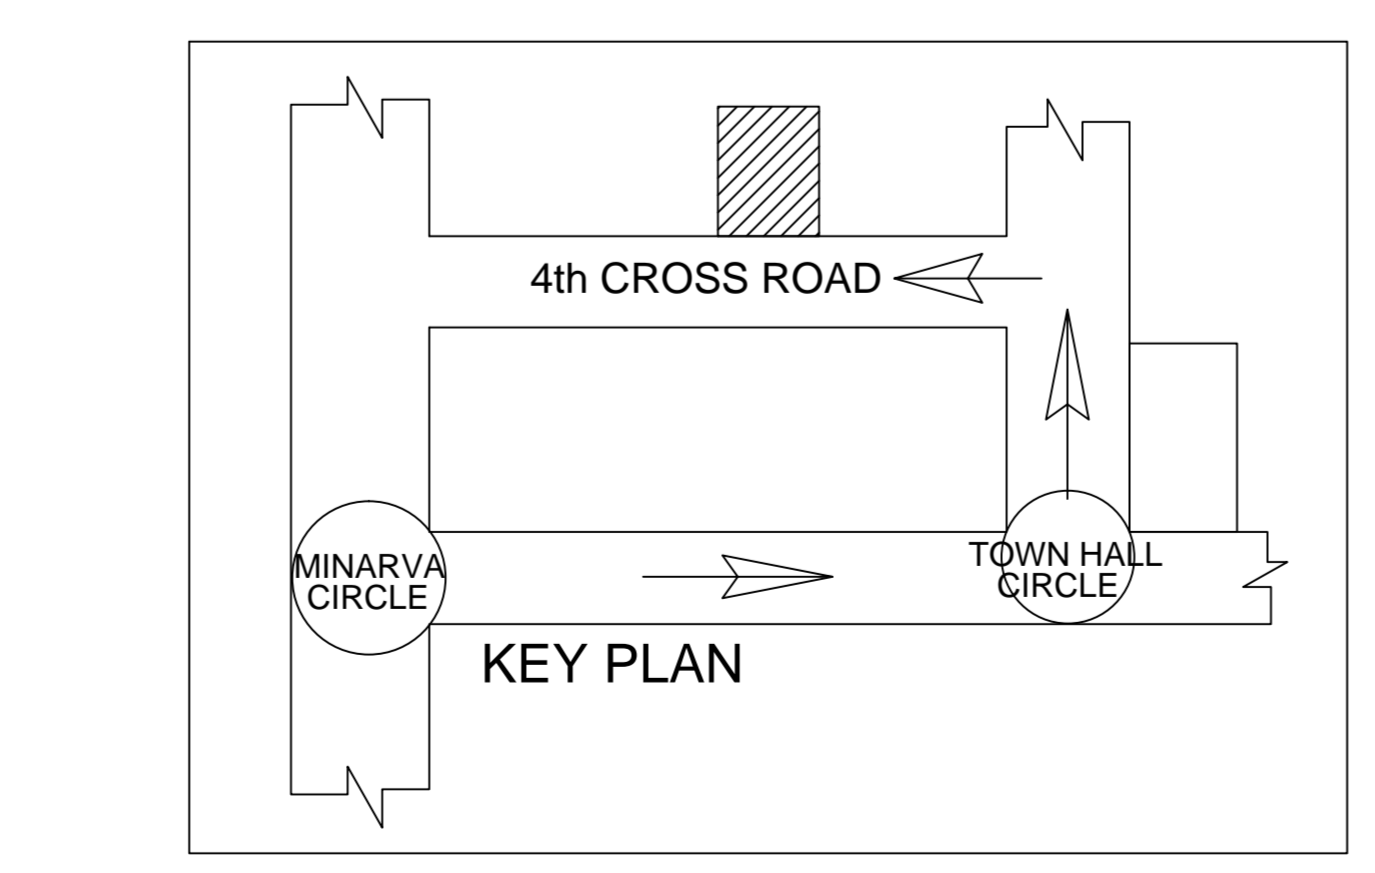 4th CROSS ROAD
MINARVA
CIRCLE
TOWN HALL
CIRCLE
KEY PLAN